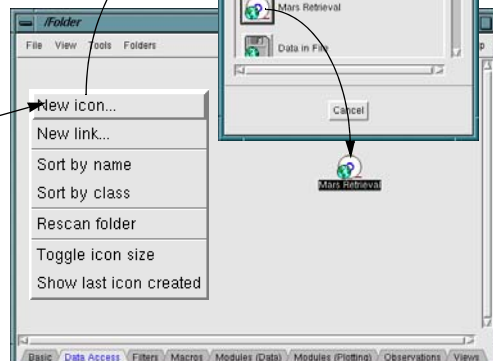 /Folder
File View Tools Folders
Mars Retrieval
Data in File
Cancel
New icon...
New link...
Sort by name
Sort by class
Rescan folder
Toggle icon size
Show last icon created
Mars Retrieval
Basic Data Access Filters Macros Modules (Data) Modules (Plotting) Observations Views